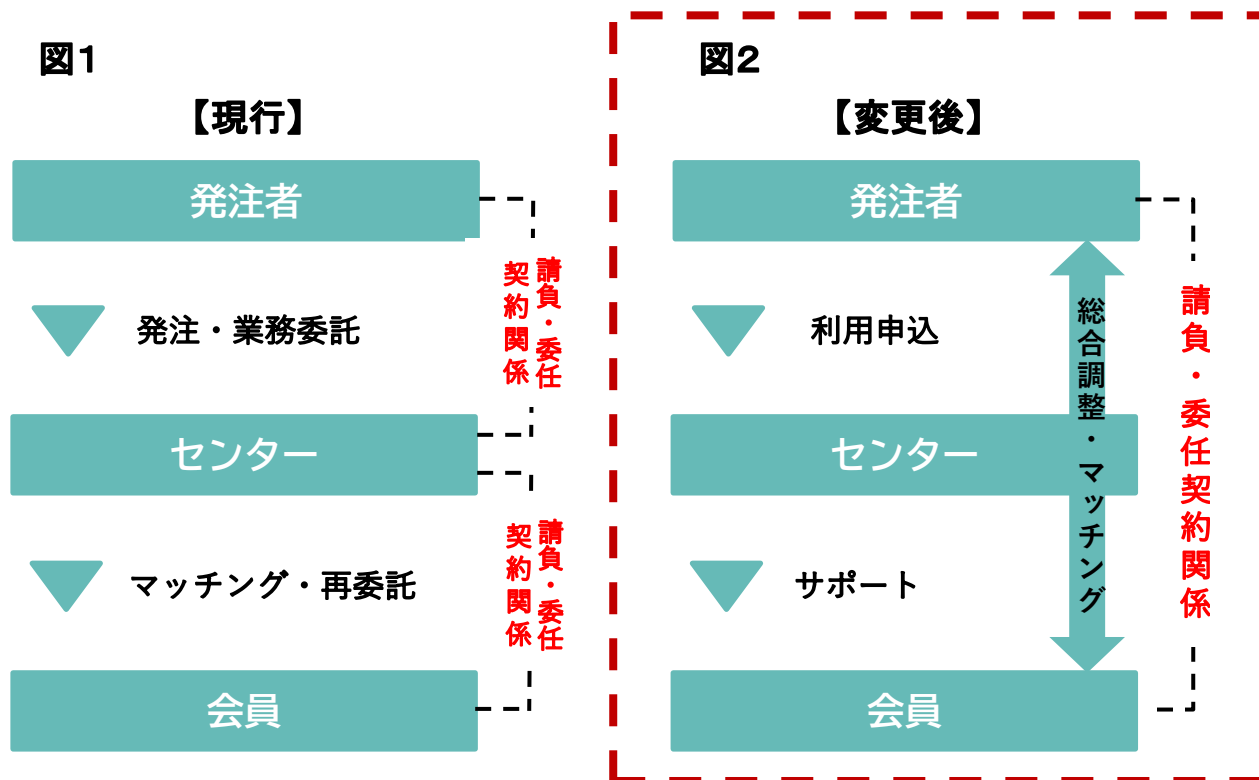 図1
【現行】
発注者
発注・業務委託
請負・委任
契約関係
センター
マッチング・再委託
請負・委任
契約関係
会員
図2
【変更後】
発注者
利用申込
センター
サポート
総合調整・マッチング
請負・委任契約関係
会員